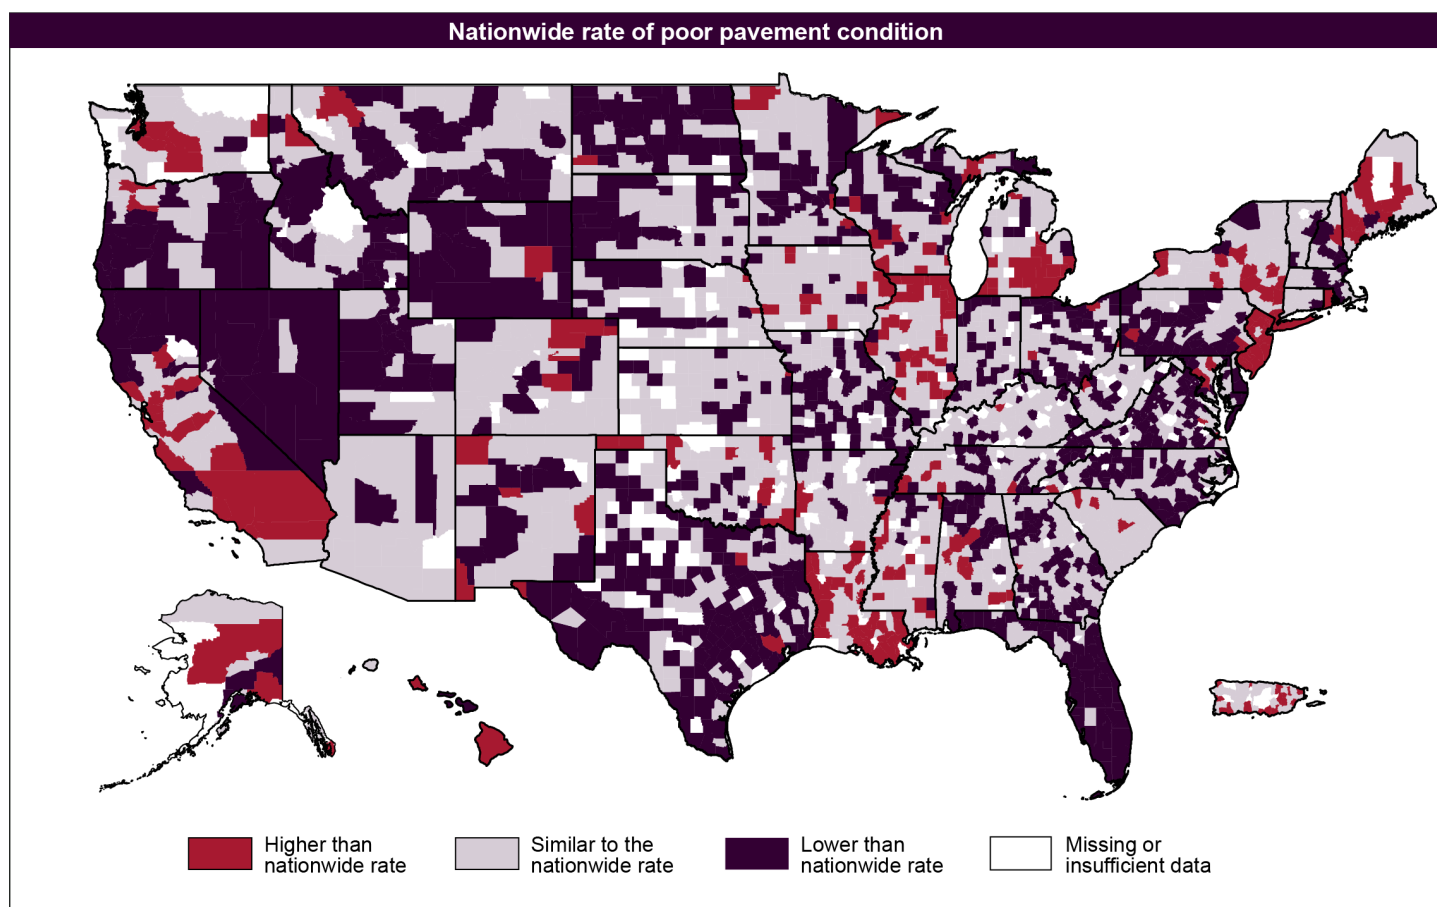 Nationwide rate of poor pavement condition
Higher than
nationwide rate
Similar to the
nationwide rate
Lower than
nationwide rate
Missing or
insufficient data